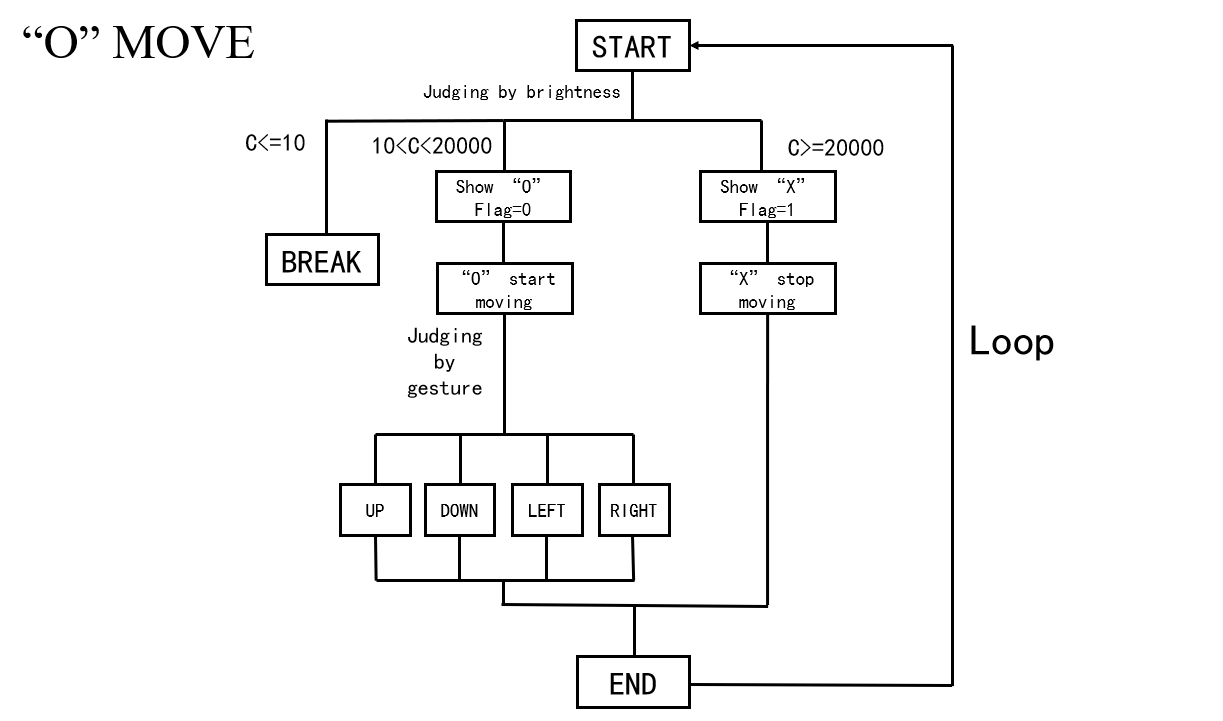 “O” MOVE
START
Judging by brightness
C<=10
10<C<20000
C>=20000
Show “O”
Flag=0
Show “X”
Flag=1
BREAK
“O” start
moving
“X” stop
moving
Judging
by
gesture
Loop
UP
DOWN
LEFT
RIGHT
END